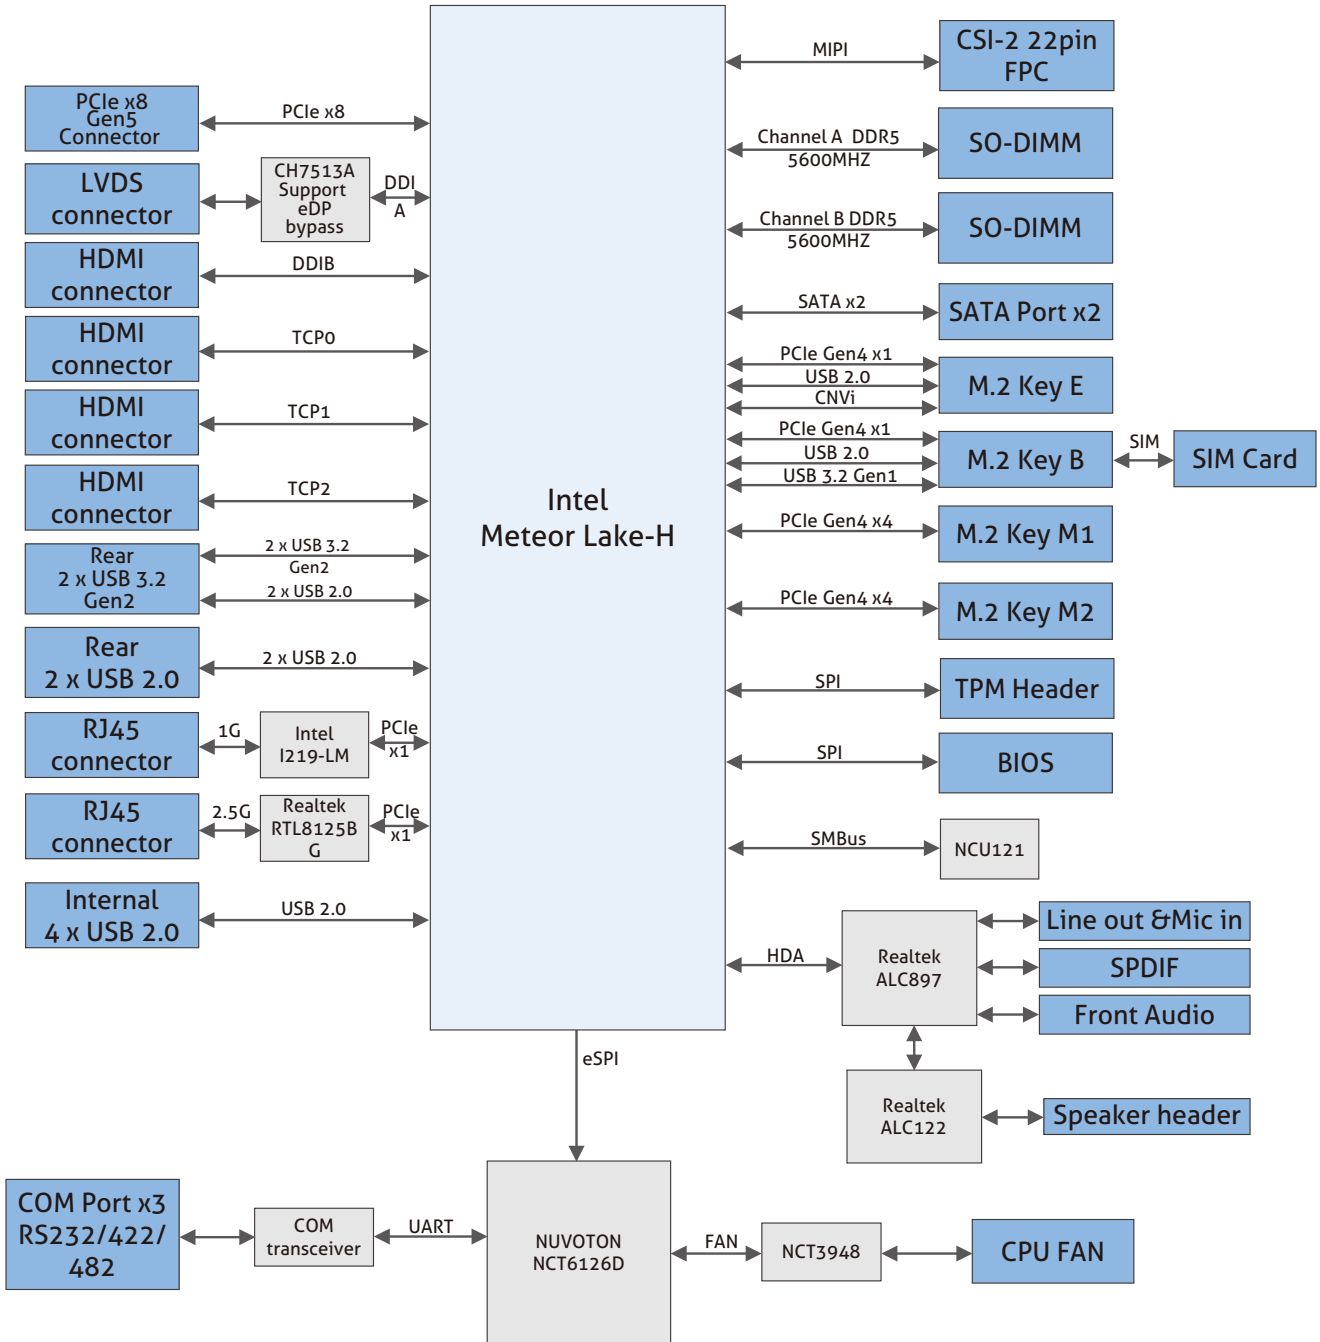 PCIe x8
Gen5
Connector
PCIe x8
LVDS
connector
CH7513A
Support
eDP
bypass
DDI
A
HDMI
connector
DDIB
HDMI
connector
TCP0
HDMI
connector
TCP1
HDMI
connector
TCP2
Rear
2 x USB 3.2
Gen2
2 x USB 3.2
Gen2
2 x USB 2.0
Rear
2 x USB 2.0
2 x USB 2.0
RJ45
connector
1G
Intel
I219-LM
PCIe
x1
RJ45
connector
2.5G
Realtek
RTL8125B
G
PCIe
x1
Internal
4 x USB 2.0
USB 2.0
Intel
Meteor Lake-H
MIPI
CSI-2 22pin
FPC
Channel A DDR5
5600MHZ
SO-DIMM
Channel B DDR5
5600MHZ
SO-DIMM
SATA x2
SATA Port x2
PCIe Gen4 x1
USB 2.0
CNVi
M.2 Key E
PCIe Gen4 x1
USB 2.0
USB 3.2 Gen1
M.2 Key B
SIM
SIM Card
PCIe Gen4 x4
M.2 Key M1
PCIe Gen4 x4
M.2 Key M2
SPI
TPM Header
SPI
BIOS
SMBus
NCU121
HDA
Realtek
ALC897
Line out &Mic in
SPDIF
Front Audio
Realtek
ALC122
Speaker header
eSPI
COM Port x3
RS232/422/
482
COM
transceiver
UART
NUVOTON
NCT6126D
FAN
NCT3948
CPU FAN